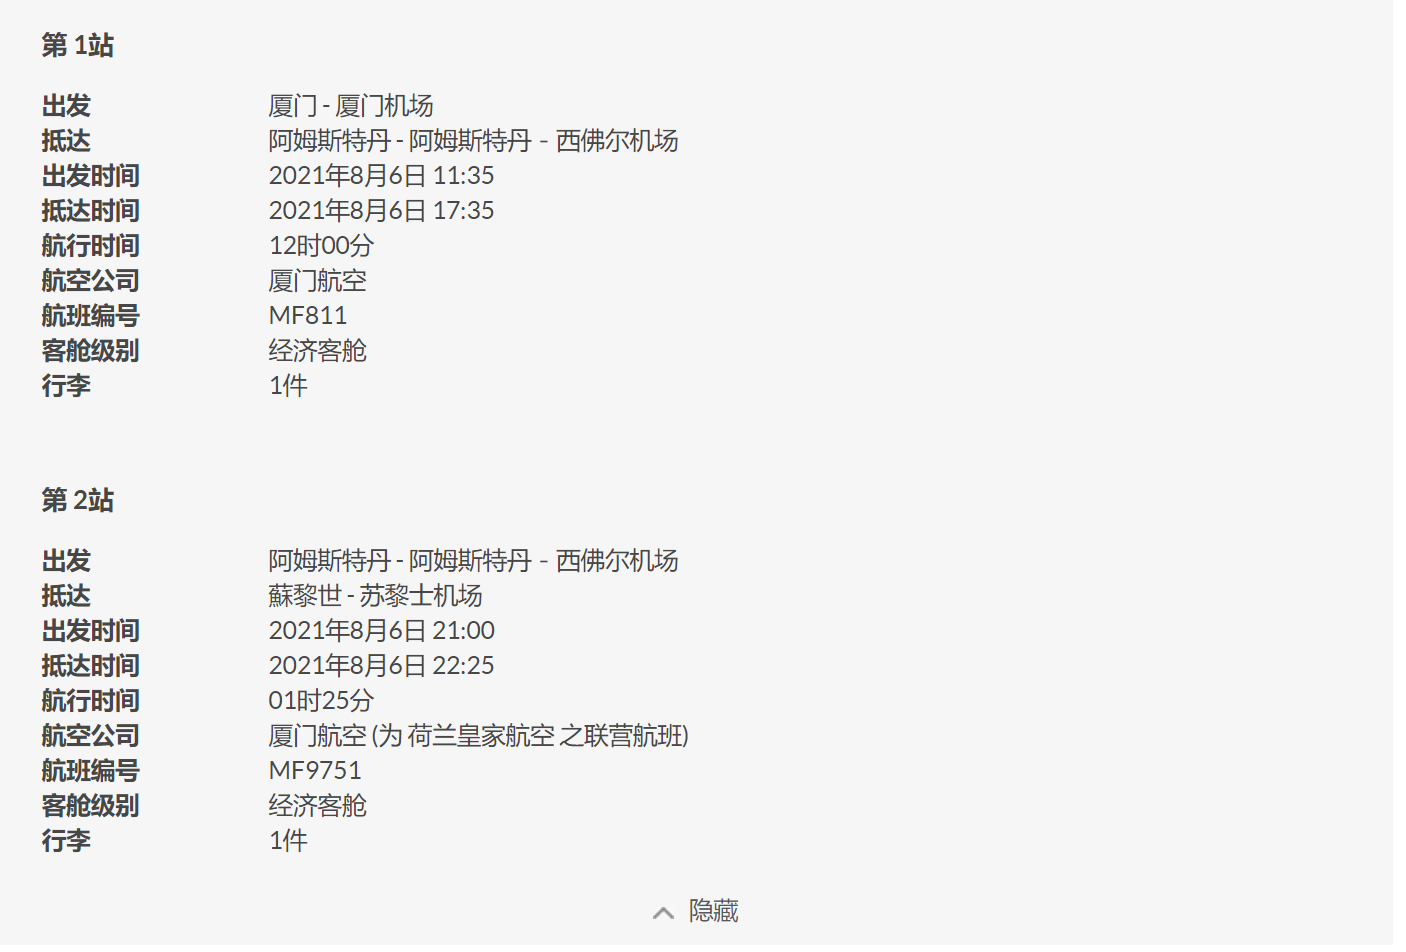 第 1站
出发 厦门 - 厦门机场
抵达 阿姆斯特丹 - 阿姆斯特丹 - 西佛尔机场
出发时间 2021年8月6日 11:35
抵达时间 2021年8月6日 17:35
航行时间 12时00分
航空公司 厦门航空
航班编号 MF811
客舱级别 经济客舱
行李 1件
第 2站
出发 阿姆斯特丹 - 阿姆斯特丹 - 西佛尔机场
抵达 蘇黎世 - 苏黎士机场
出发时间 2021年8月6日 21:00
抵达时间 2021年8月6日 22:25
航行时间 01时25分
航空公司 厦门航空 (为 荷兰皇家航空 之联营航班)
航班编号 MF9751
客舱级别 经济客舱
行李 1件
隐藏